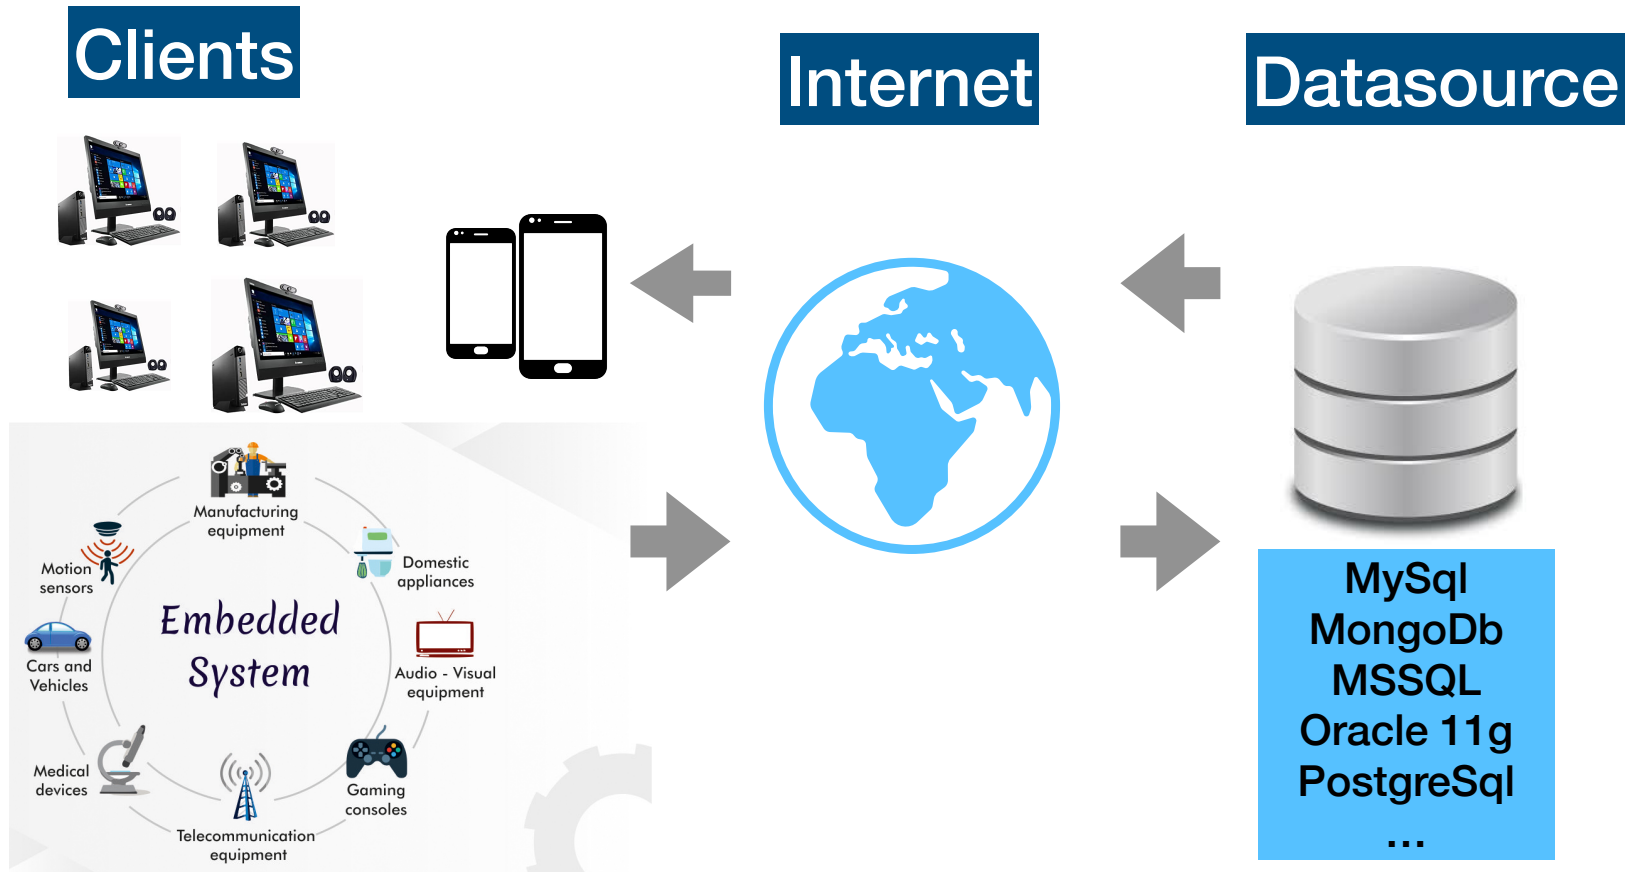 Clients
Internet
Datasource
Manufacturing
equipment
Motion
sensors
Domestic
appliances
Embedded
System
Cars and
Vehicles
Audio - Visual
equipment
Medical
devices
Gaming
consoles
Telecommunication
equipment
MySql
MongoDb
MSSQL
Oracle 11g
PostgreSql
...